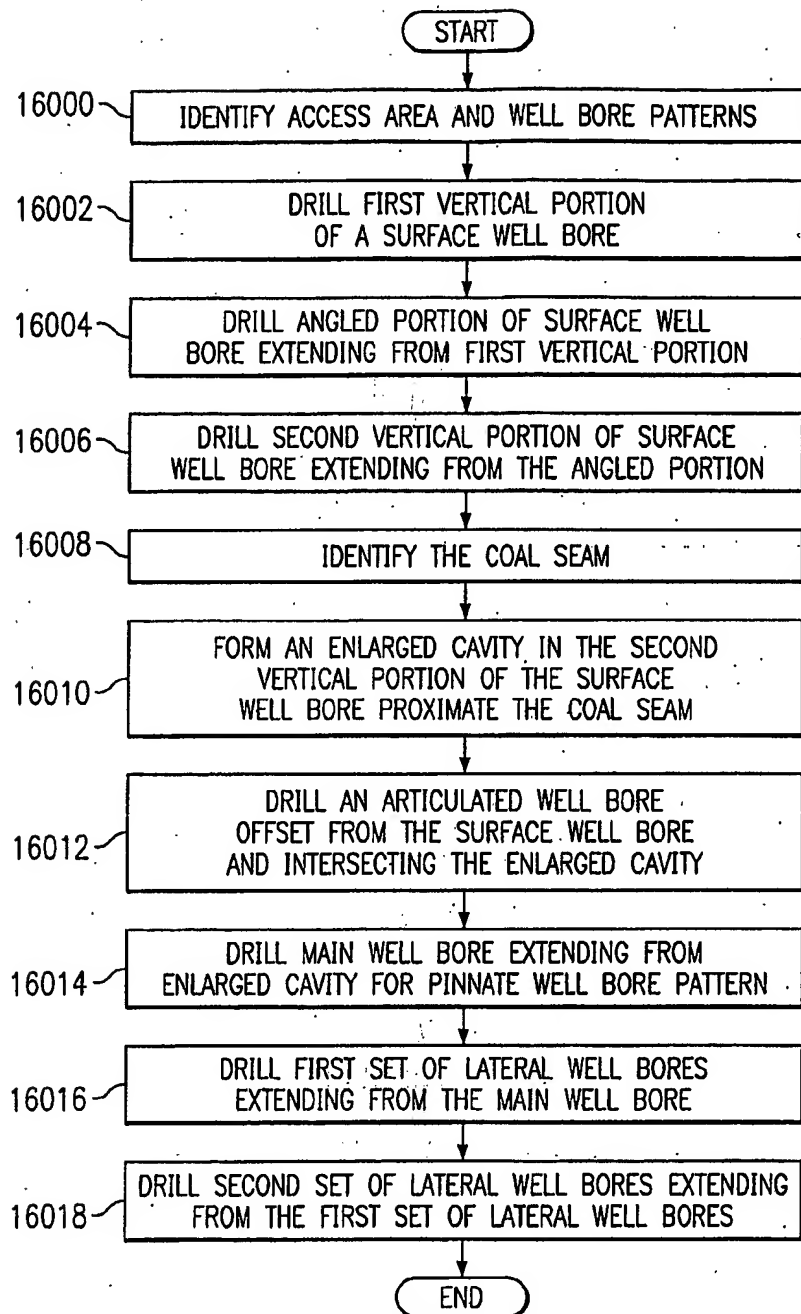 START
16000
IDENTIFY ACCESS AREA AND WELL BORE PATTERNS
16002
DRILL FIRST VERTICAL PORTION
OF A SURFACE WELL BORE
16004
DRILL ANGLED PORTION OF SURFACE WELL
BORE EXTENDING FROM FIRST VERTICAL PORTION
16006
DRILL SECOND VERTICAL PORTION OF SURFACE
WELL BORE EXTENDING FROM THE ANGLED PORTION
16008
IDENTIFY THE COAL SEAM
16010
FORM AN ENLARGED CAVITY IN THE SECOND
VERTICAL PORTION OF THE SURFACE
WELL BORE PROXIMATE THE COAL SEAM
16012
DRILL AN ARTICULATED WELL BORE
OFFSET FROM THE SURFACE WELL BORE
AND INTERSECTING THE ENLARGED CAVITY
16014
DRILL MAIN WELL BORE EXTENDING FROM
ENLARGED CAVITY FOR PINNATE WELL BORE PATTERN
16016
DRILL FIRST SET OF LATERAL WELL BORES
EXTENDING FROM THE MAIN WELL BORE
16018
DRILL SECOND SET OF LATERAL WELL BORES EXTENDING
FROM THE FIRST SET OF LATERAL WELL BORES
END